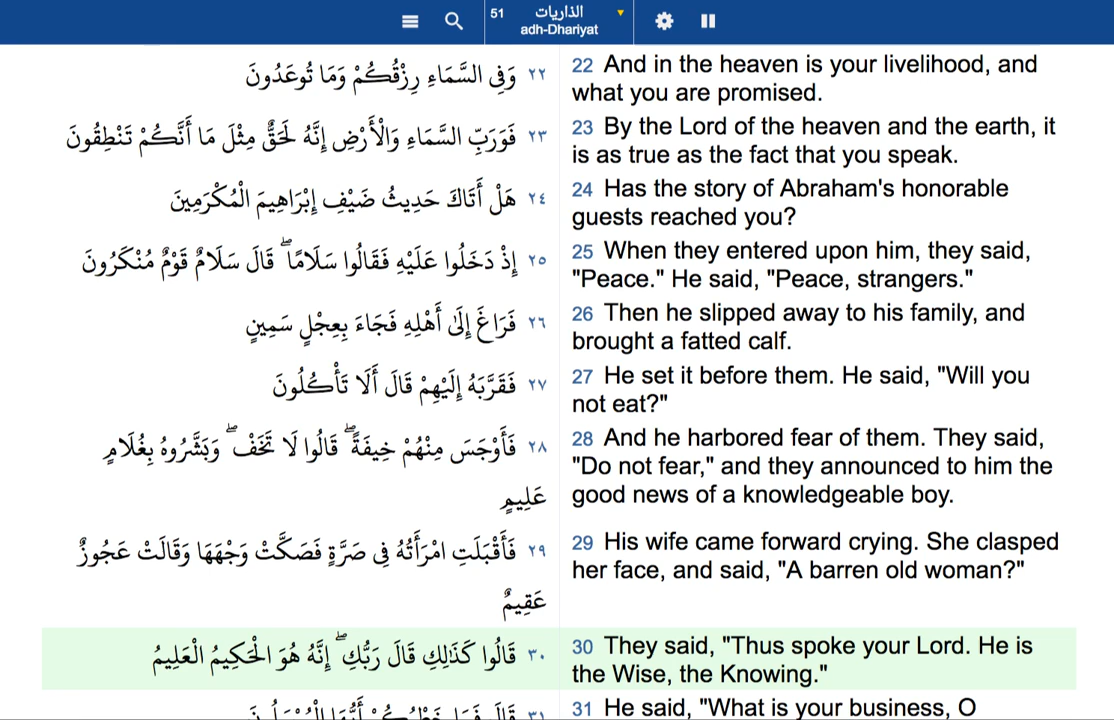 51
الذاريات
adh-Dhariyat
٢٢ وَفِي السَّمَاءِ رِزْقُكُمْ وَمَا تُوعَدُونَ
22 And in the heaven is your livelihood, and
what you are promised.
٢٣ فَوَرَبِّ السَّمَاءِ وَالْأَرْضِ إِنَّهُ لَحَقٌّ مِثْلَ مَا أَنَّكُمْ تَنْطِقُونَ
23 By the Lord of the heaven and the earth, it
is as true as the fact that you speak.
٢٤ هَلْ أَتَاكَ حَدِيثُ ضَيْفِ إِبْرَاهِيمَ الْمُكْرَمِينَ
24 Has the story of Abraham's honorable
guests reached you?
٢٥ إِذْ دَخَلُوا عَلَيْهِ فَقَالُوا سَلَامًا ۖ قَالَ سَلَامٌ قَوْمٌ مُنْكَرُونَ
25 When they entered upon him, they said,
"Peace." He said, "Peace, strangers."
٢٦ فَرَاغَ إِلَىٰ أَهْلِهِ فَجَاءَ بِعِجْلٍ سَمِينٍ
26 Then he slipped away to his family, and
brought a fatted calf.
٢٧ فَقَرَّبَهُ إِلَيْهِمْ قَالَ أَلَا تَأْكُلُونَ
27 He set it before them. He said, "Will you
not eat?"
٢٨ فَأَوْجَسَ مِنْهُمْ خِيفَةً ۖ قَالُوا لَا تَخَفْ ۖ وَبَشَّرُوهُ بِغُلَامٍ
عَلِيمٍ
28 And he harbored fear of them. They said,
"Do not fear," and they announced to him the
good news of a knowledgeable boy.
٢٩ فَأَقْبَلَتِ امْرَأَتُهُ فِي صَرَّةٍ فَصَكَّتْ وَجْهَهَا وَقَالَتْ عَجُوزٌ
عَقِيمٌ
29 His wife came forward crying. She clasped
her face, and said, "A barren old woman?"
٣٠ قَالُوا كَذَٰلِكِ قَالَ رَبُّكِ ۖ إِنَّهُ هُوَ الْحَكِيمُ الْعَلِيمُ
30 They said, "Thus spoke your Lord. He is
the Wise, the Knowing."
٣١ قَالَ فَمَا خَطْبُكُمْ أَيُّهَا الْمُرْسَلُونَ
31 He said, "What is your business, O